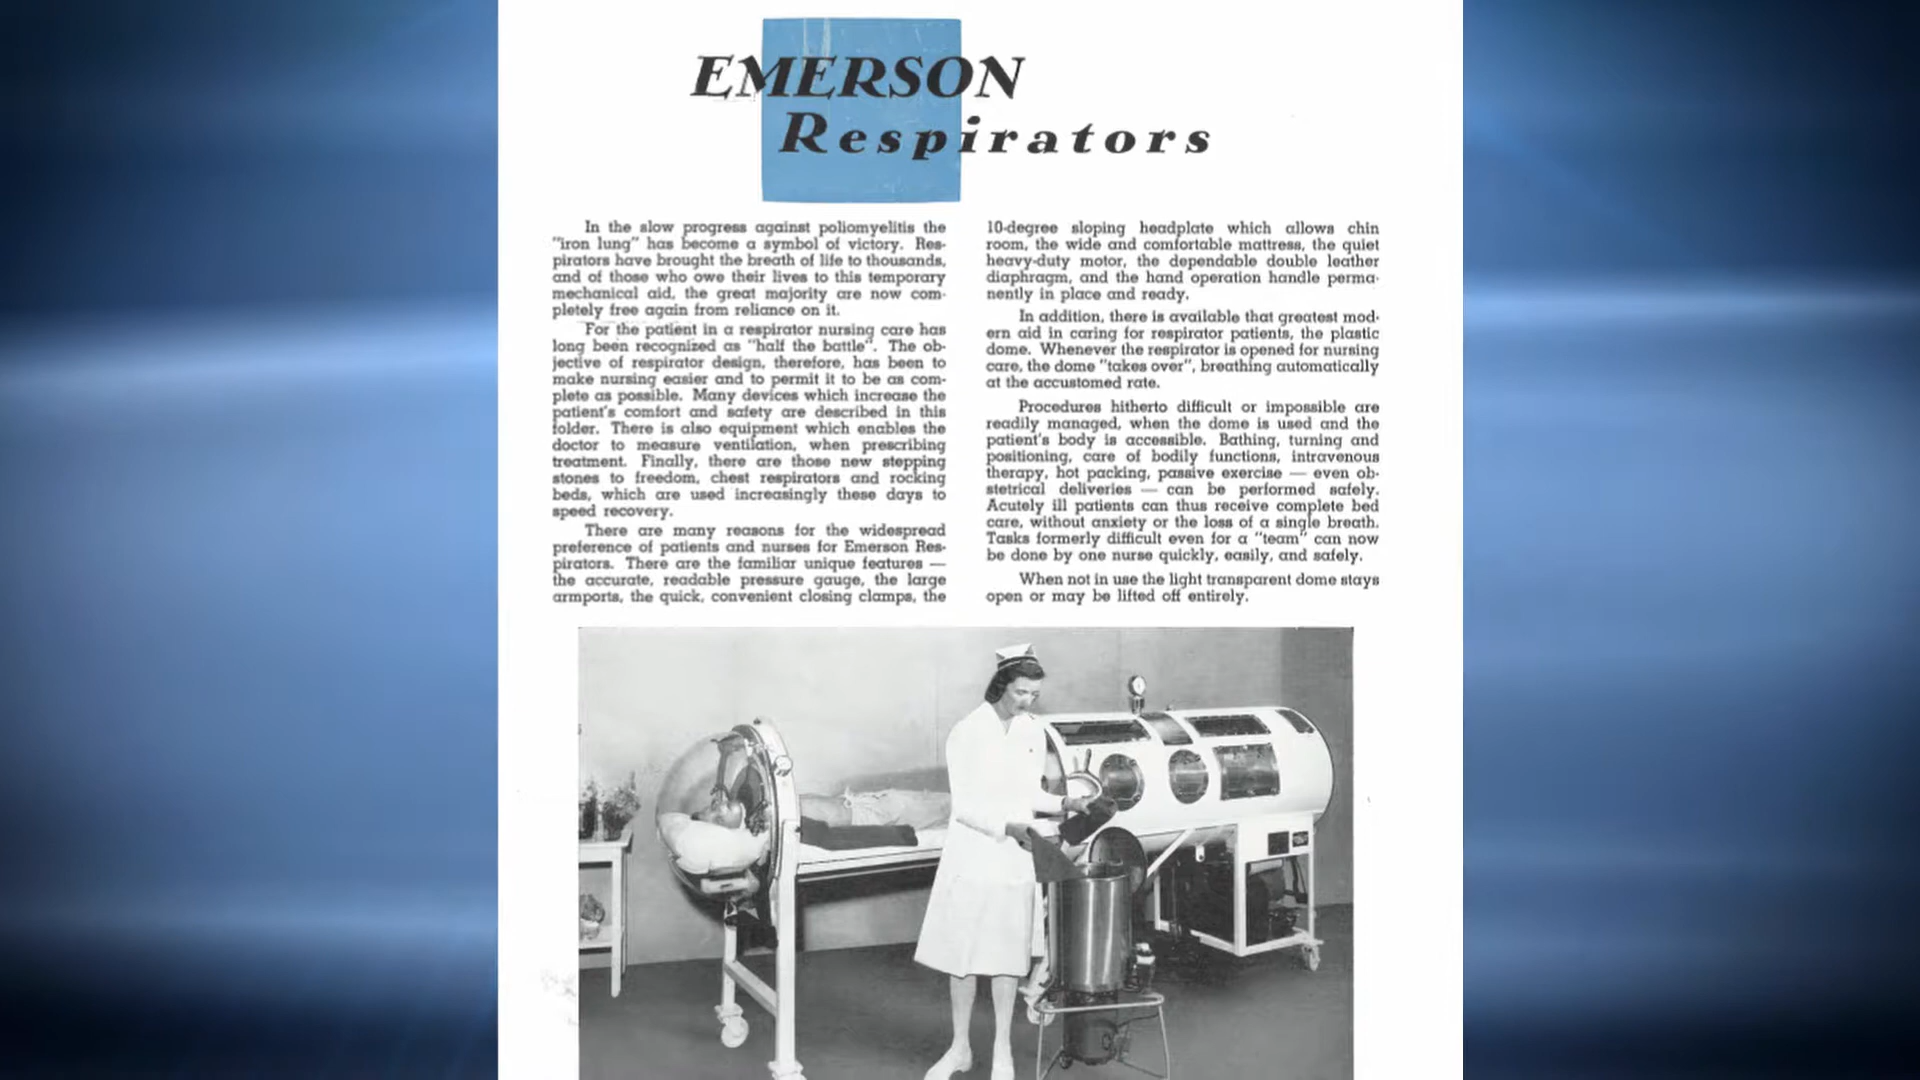 EMERSON
Respirators
In the slow progress against poliomyelitis the
"iron lung" has become a symbol of victory. Res-
pirators have brought the breath of life to thousands,
and of those who owe their lives to this temporary
mechanical aid, the great majority are now com-
pletely free again from reliance on it.
For the patient in a respirator nursing care has
long been recognized as "half the battle". The ob-
jective of respirator design, therefore, has been to
make nursing easier and to permit it to be as com-
plete as possible. Many devices which increase the
patient's comfort and safety are described in this
folder. There is also equipment which enables the
doctor to measure ventilation, when prescribing
treatment. Finally, there are those new stepping
stones to freedom, chest respirators and rocking
beds, which are used increasingly these days to
speed recovery.
There are many reasons for the widespread
preference of patients and nurses for Emerson Res-
pirators. There are the familiar unique features —
the accurate, readable pressure gauge, the large
armports, the quick, convenient closing clamps, the
10-degree sloping headplate which allows chin
room, the wide and comfortable mattress, the quiet
heavy-duty motor, the dependable double leather
diaphragm, and the hand operation handle perma-
nently in place and ready.
In addition, there is available that greatest mod-
ern aid in caring for respirator patients, the plastic
dome. Whenever the respirator is opened for nursing
care, the dome "takes over", breathing automatically
at the accustomed rate.
Procedures hitherto difficult or impossible are
readily managed, when the dome is used and the
patient's body is accessible. Bathing, turning and
positioning, care of bodily functions, intravenous
therapy, hot packing, passive exercise — even ob-
stetrical deliveries — can be performed safely.
Acutely ill patients can thus receive complete bed
care, without anxiety or the loss of a single breath.
Tasks formerly difficult even for a "team" can now
be done by one nurse quickly, easily, and safely.
When not in use the light transparent dome stays
open or may be lifted off entirely.